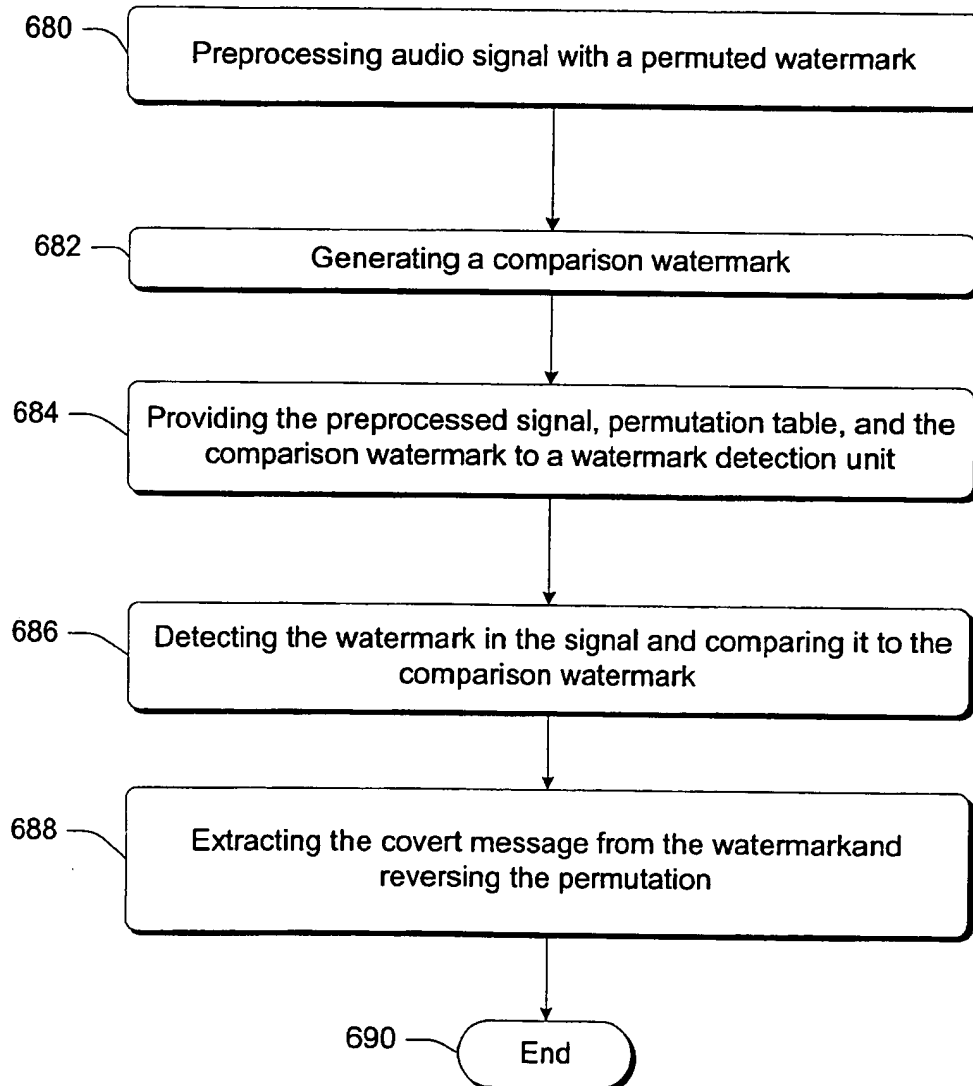 680
Preprocessing audio signal with a permuted watermark
682
Generating a comparison watermark
684
Providing the preprocessed signal, permutation table, and the
comparison watermark to a watermark detection unit
686
Detecting the watermark in the signal and comparing it to the
comparison watermark
688
Extracting the covert message from the watermarkand
reversing the permutation
690
End